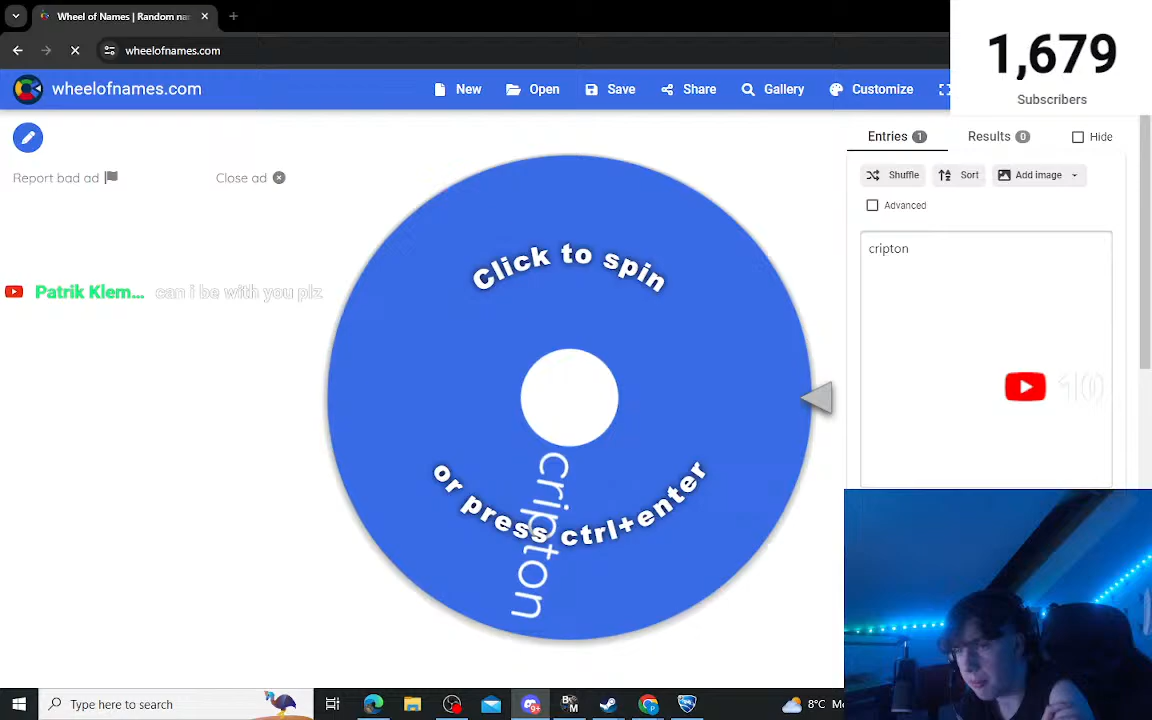 Wheel of Names | Random na
wheelofnames.com
1,679
Subscribers
wheelofnames.com
New
Open
Save
Share
Gallery
Customize
Entries 1
Results 0
Hide
Report bad ad
Close ad
Shuffle
Sort
Add image
Advanced
cripton
Click to spin
Patrik Klem... can i be with you plz
10
or press ctrl+enter
cripton
Type here to search
9+
8°C